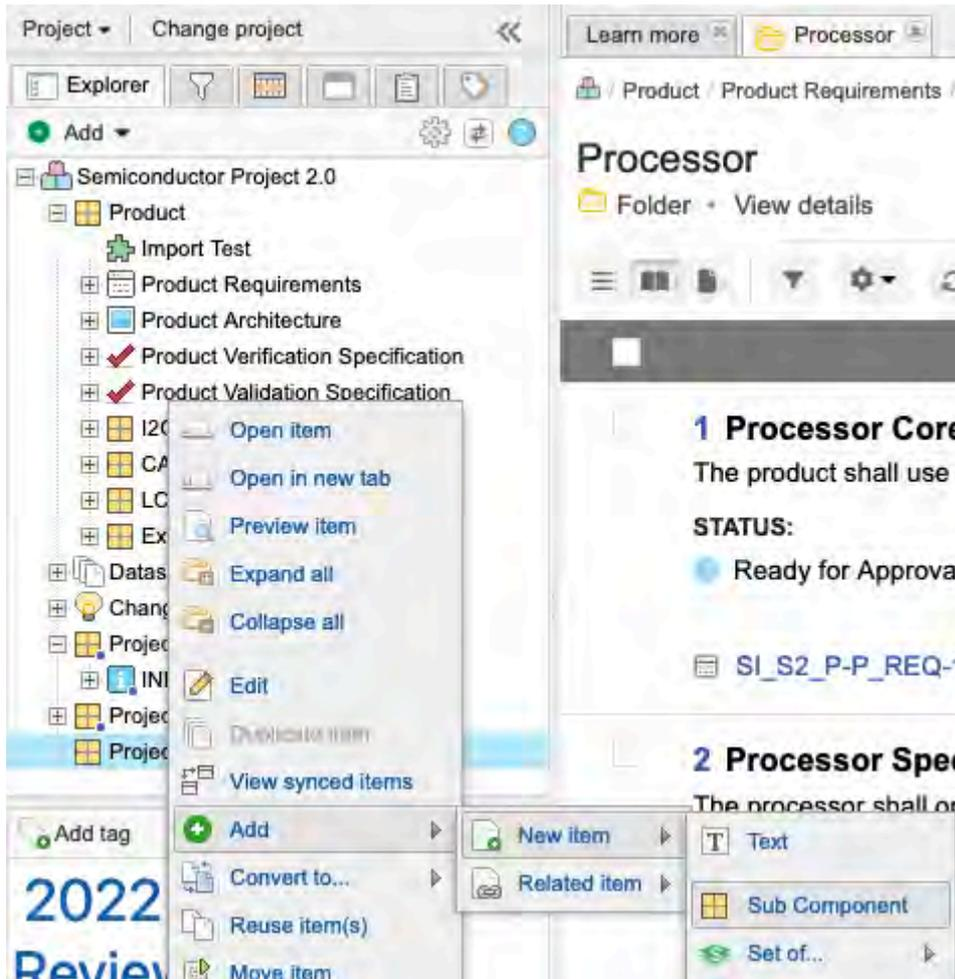 Project
Change project
Learn more
Processor
Explorer
Product / Product Requirements /
Add
Processor
Semiconductor Project 2.0
Folder • View details
Product
Import Test
Product Requirements
Product Architecture
Product Verification Specification
Product Validation Specification
I2C
CA
LC
Ex
Datas
Chang
Projec
INI
Projec
Projec
Open item
Open in new tab
Preview item
Expand all
Collapse all
Edit
Duplicate item
View synced items
Add
Convert to...
Reuse item(s)
Move item
New item
Related item
Text
Sub Component
Set of...
1 Processor Core
The product shall use
STATUS:
Ready for Approva
SI_S2_P-P_REQ-
2 Processor Spe
The processor shall o
Add tag
2022
Review